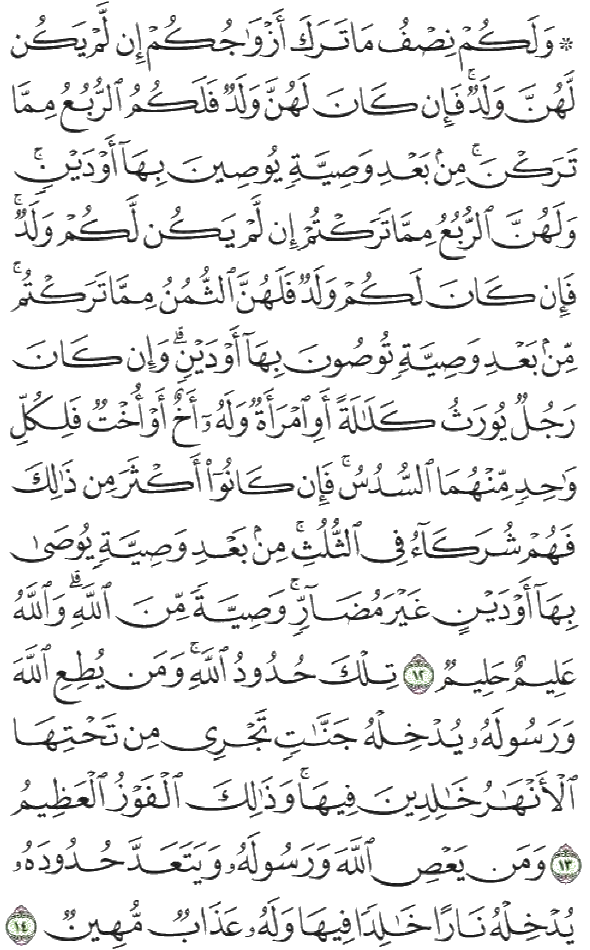 ۞ وَلَكُمۡ نِصۡفُ مَا تَرَكَ أَزۡوَٰجُكُمۡ إِن لَّمۡ يَكُن
لَّهُنَّ وَلَدٞۚ فَإِن كَانَ لَهُنَّ وَلَدٞ فَلَكُمُ ٱلرُّبُعُ مِمَّا
تَرَكۡنَۚ مِنۢ بَعۡدِ وَصِيَّةٖ يُوصِينَ بِهَآ أَوۡ دَيۡنٖۚ
وَلَهُنَّ ٱلرُّبُعُ مِمَّا تَرَكۡتُمۡ إِن لَّمۡ يَكُن لَّكُمۡ وَلَدٞۚ
فَإِن كَانَ لَكُمۡ وَلَدٞ فَلَهُنَّ ٱلثُّمُنُ مِمَّا تَرَكۡتُمۚ
مِّنۢ بَعۡدِ وَصِيَّةٖ تُوصُونَ بِهَآ أَوۡ دَيۡنٖۗ وَإِن كَانَ
رَجُلٞ يُورَثُ كَلَٰلَةً أَوِ ٱمۡرَأَةٞ وَلَهُۥٓ أَخٌ أَوۡ أُخۡتٞ فَلِكُلِّ
وَٰحِدٖ مِّنۡهُمَا ٱلسُّدُسُۚ فَإِن كَانُوٓاْ أَكۡثَرَ مِن ذَٰلِكَ
فَهُمۡ شُرَكَآءُ فِي ٱلثُّلُثِۚ مِنۢ بَعۡدِ وَصِيَّةٖ يُوصَىٰ
بِهَآ أَوۡ دَيۡنٍ غَيۡرَ مُضَآرّٖۚ وَصِيَّةٗ مِّنَ ٱللَّهِۗ وَٱللَّهُ
عَلِيمٌ حَلِيمٞ ١٢ تِلۡكَ حُدُودُ ٱللَّهِۚ وَمَن يُطِعِ ٱللَّهَ
وَرَسُولَهُۥ يُدۡخِلۡهُ جَنَّٰتٖ تَجۡرِي مِن تَحۡتِهَا
ٱلۡأَنۡهَٰرُ خَٰلِدِينَ فِيهَاۚ وَذَٰلِكَ ٱلۡفَوۡزُ ٱلۡعَظِيمُ
١٣ وَمَن يَعۡصِ ٱللَّهَ وَرَسُولَهُۥ وَيَتَعَدَّ حُدُودَهُۥ
يُدۡخِلۡهُ نَارًا خَٰلِدٗا فِيهَا وَلَهُۥ عَذَابٞ مُّهِينٞ ١٤